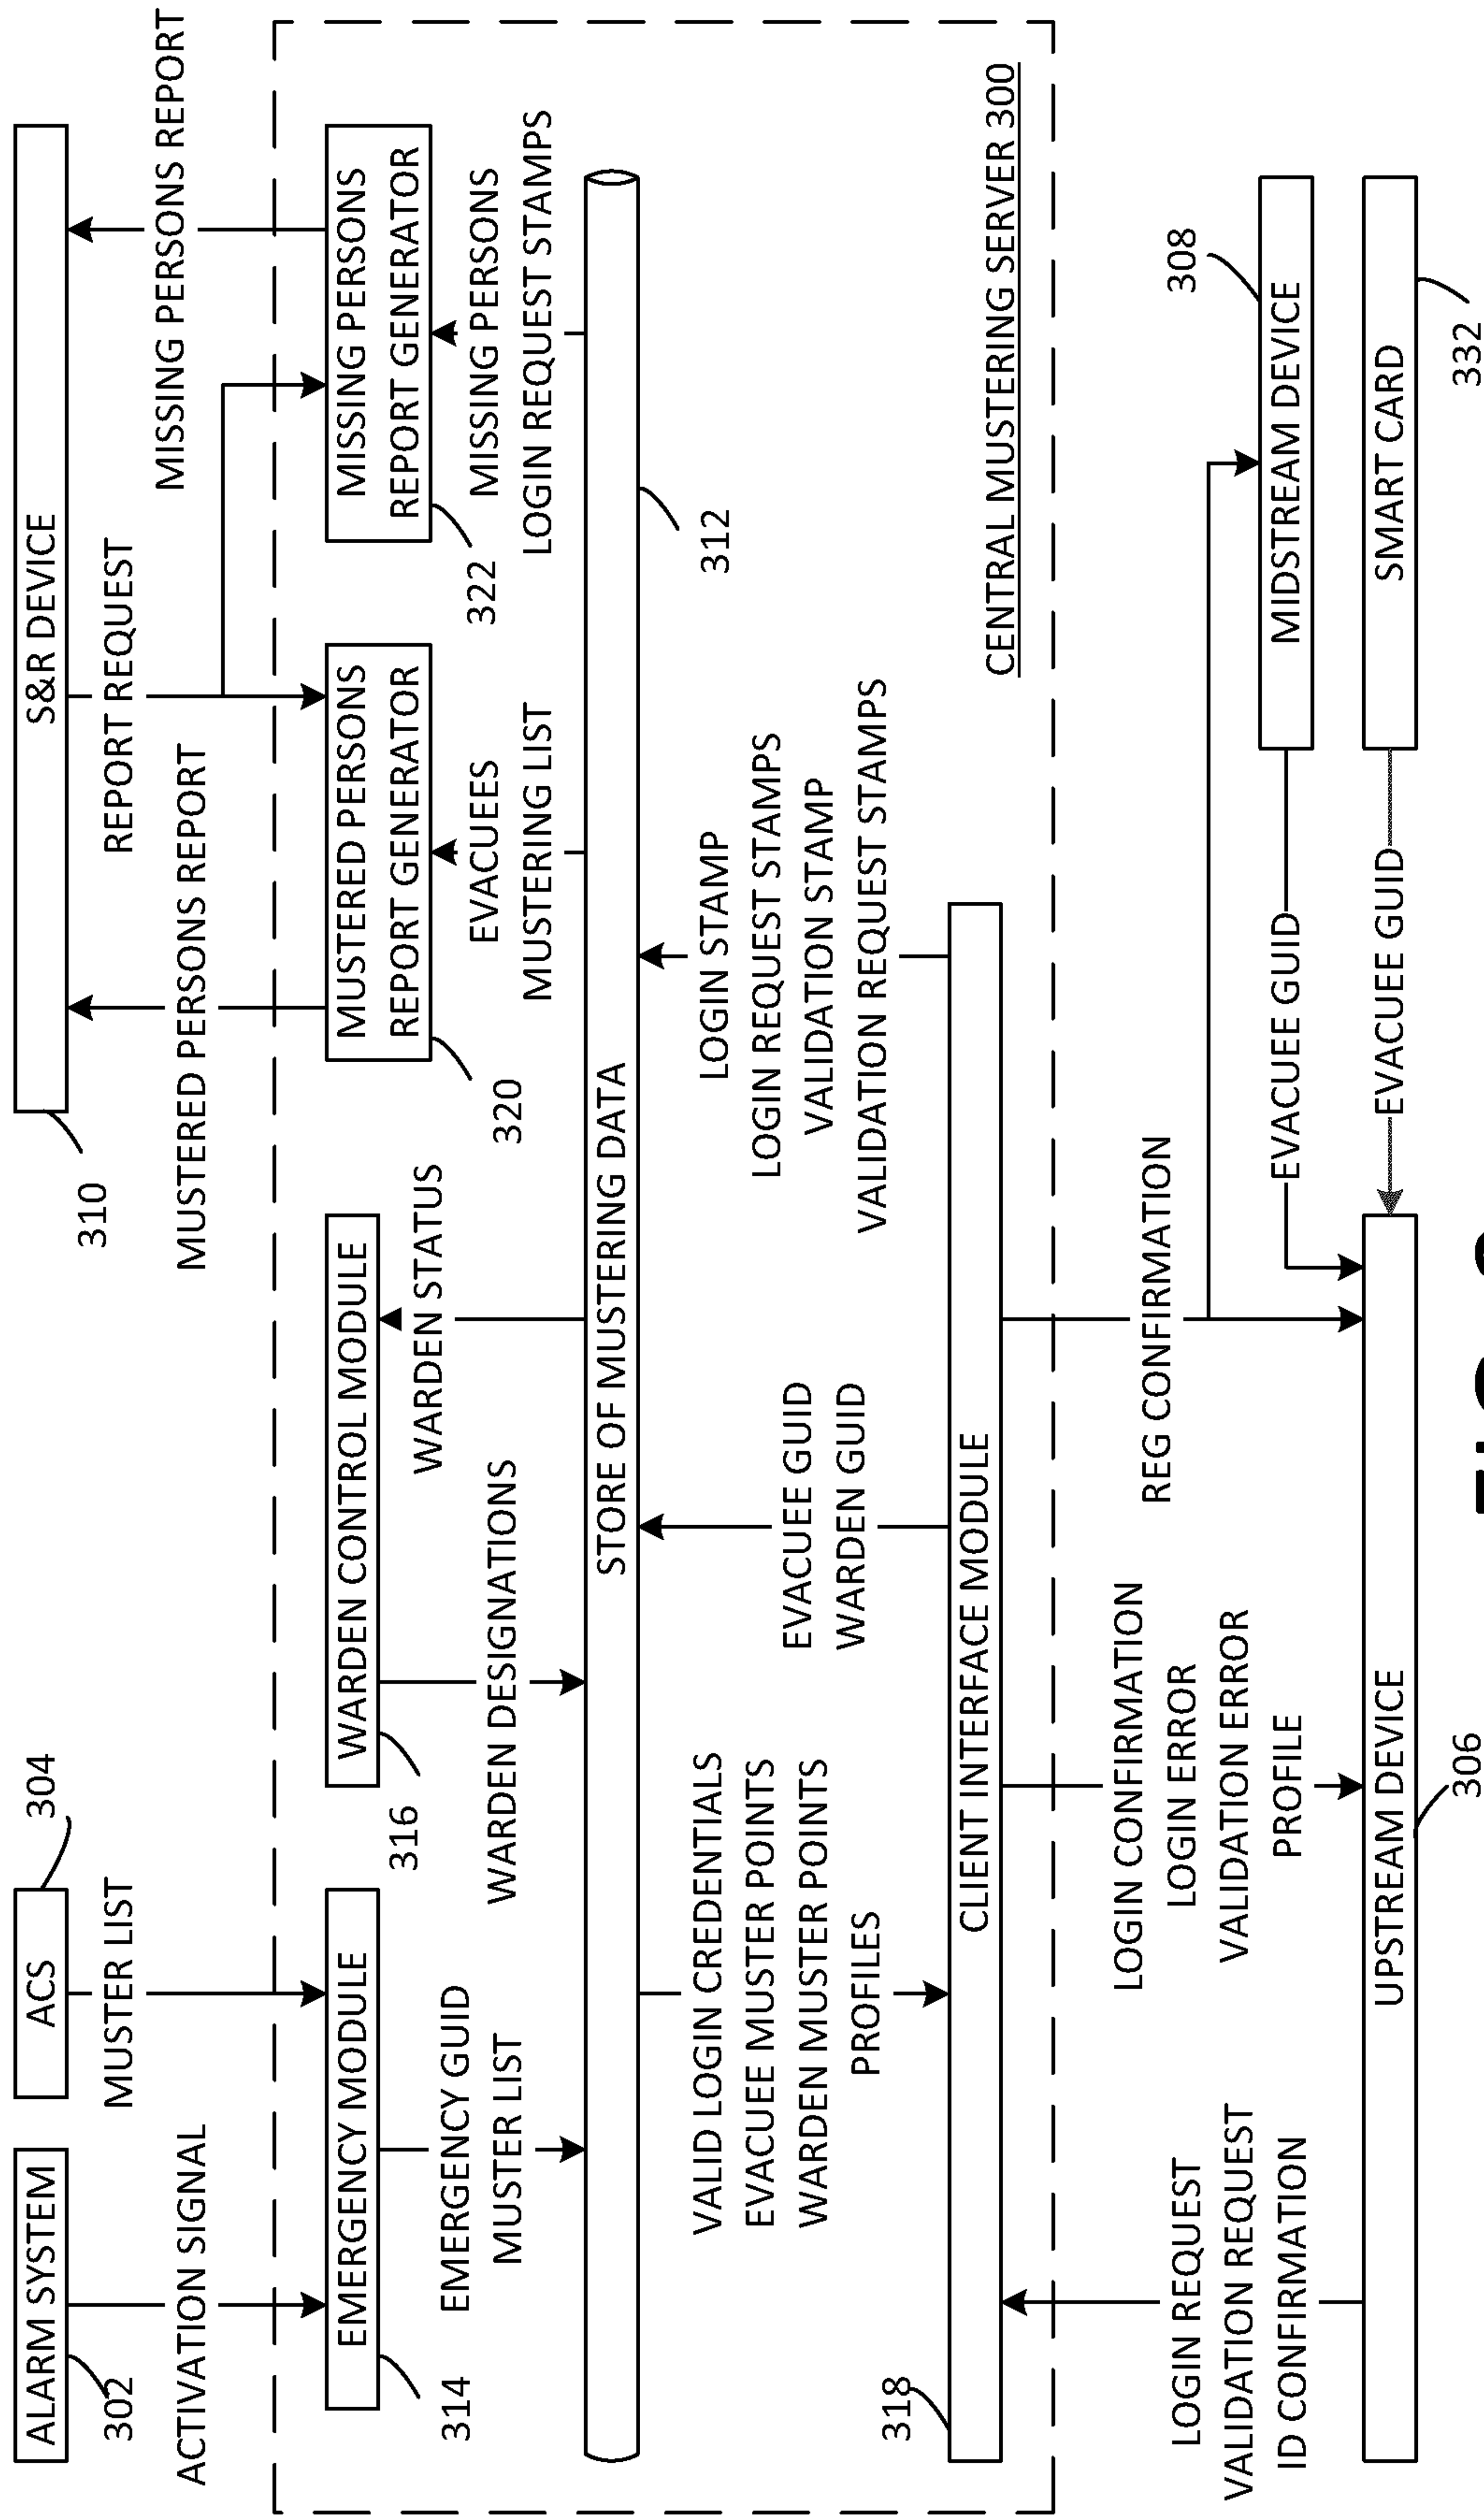 ALARM SYSTEM
ACS
304
S&R DEVICE
302
310
MUSTER LIST
REPORT REQUEST
ACTIVATION SIGNAL
MUSTERED PERSONS REPORT
MISSING PERSONS REPORT
EMERGENCY MODULE
WARDEN CONTROL MODULE
MUSTERED PERSONS
REPORT GENERATOR
MISSING PERSONS
REPORT GENERATOR
314
316
320
322
EMERGENCY GUID
MUSTER LIST
WARDEN DESIGNATIONS
WARDEN STATUS
EVACUEES
MUSTERING LIST
MISSING PERSONS
LOGIN REQUEST STAMPS
STORE OF MUSTERING DATA
312
VALID LOGIN CREDENTIALS
EVACUEE MUSTER POINTS
WARDEN MUSTER POINTS
PROFILES
EVACUEE GUID
WARDEN GUID
LOGIN STAMP
LOGIN REQUEST STAMPS
VALIDATION STAMP
VALIDATION REQUEST STAMPS
318
CLIENT INTERFACE MODULE
CENTRAL MUSTERING SERVER 300
LOGIN REQUEST
VALIDATION REQUEST
ID CONFIRMATION
LOGIN CONFIRMATION
LOGIN ERROR
VALIDATION ERROR
PROFILE
REG CONFIRMATION
308
EVACUEE GUID
MIDSTREAM DEVICE
UPSTREAM DEVICE
EVACUEE GUID
SMART CARD
306
332